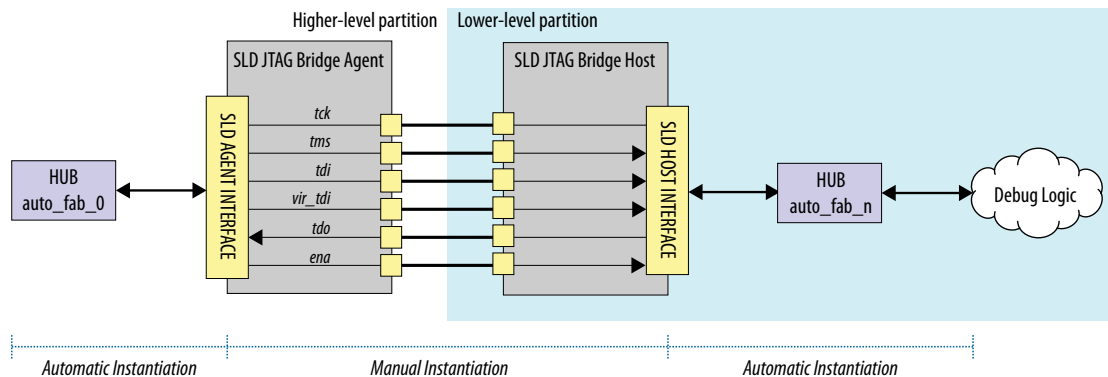 Higher-level partition
Lower-level partition
SLD JTAG Bridge Agent
SLD JTAG Bridge Host
SLD AGENT INTERFACE
tck
tms
tdi
vir_tdi
tdo
ena
SLD HOST INTERFACE
HUB
auto_fab_0
HUB
auto_fab_n
Debug Logic
Automatic Instantiation
Manual Instantiation
Automatic Instantiation